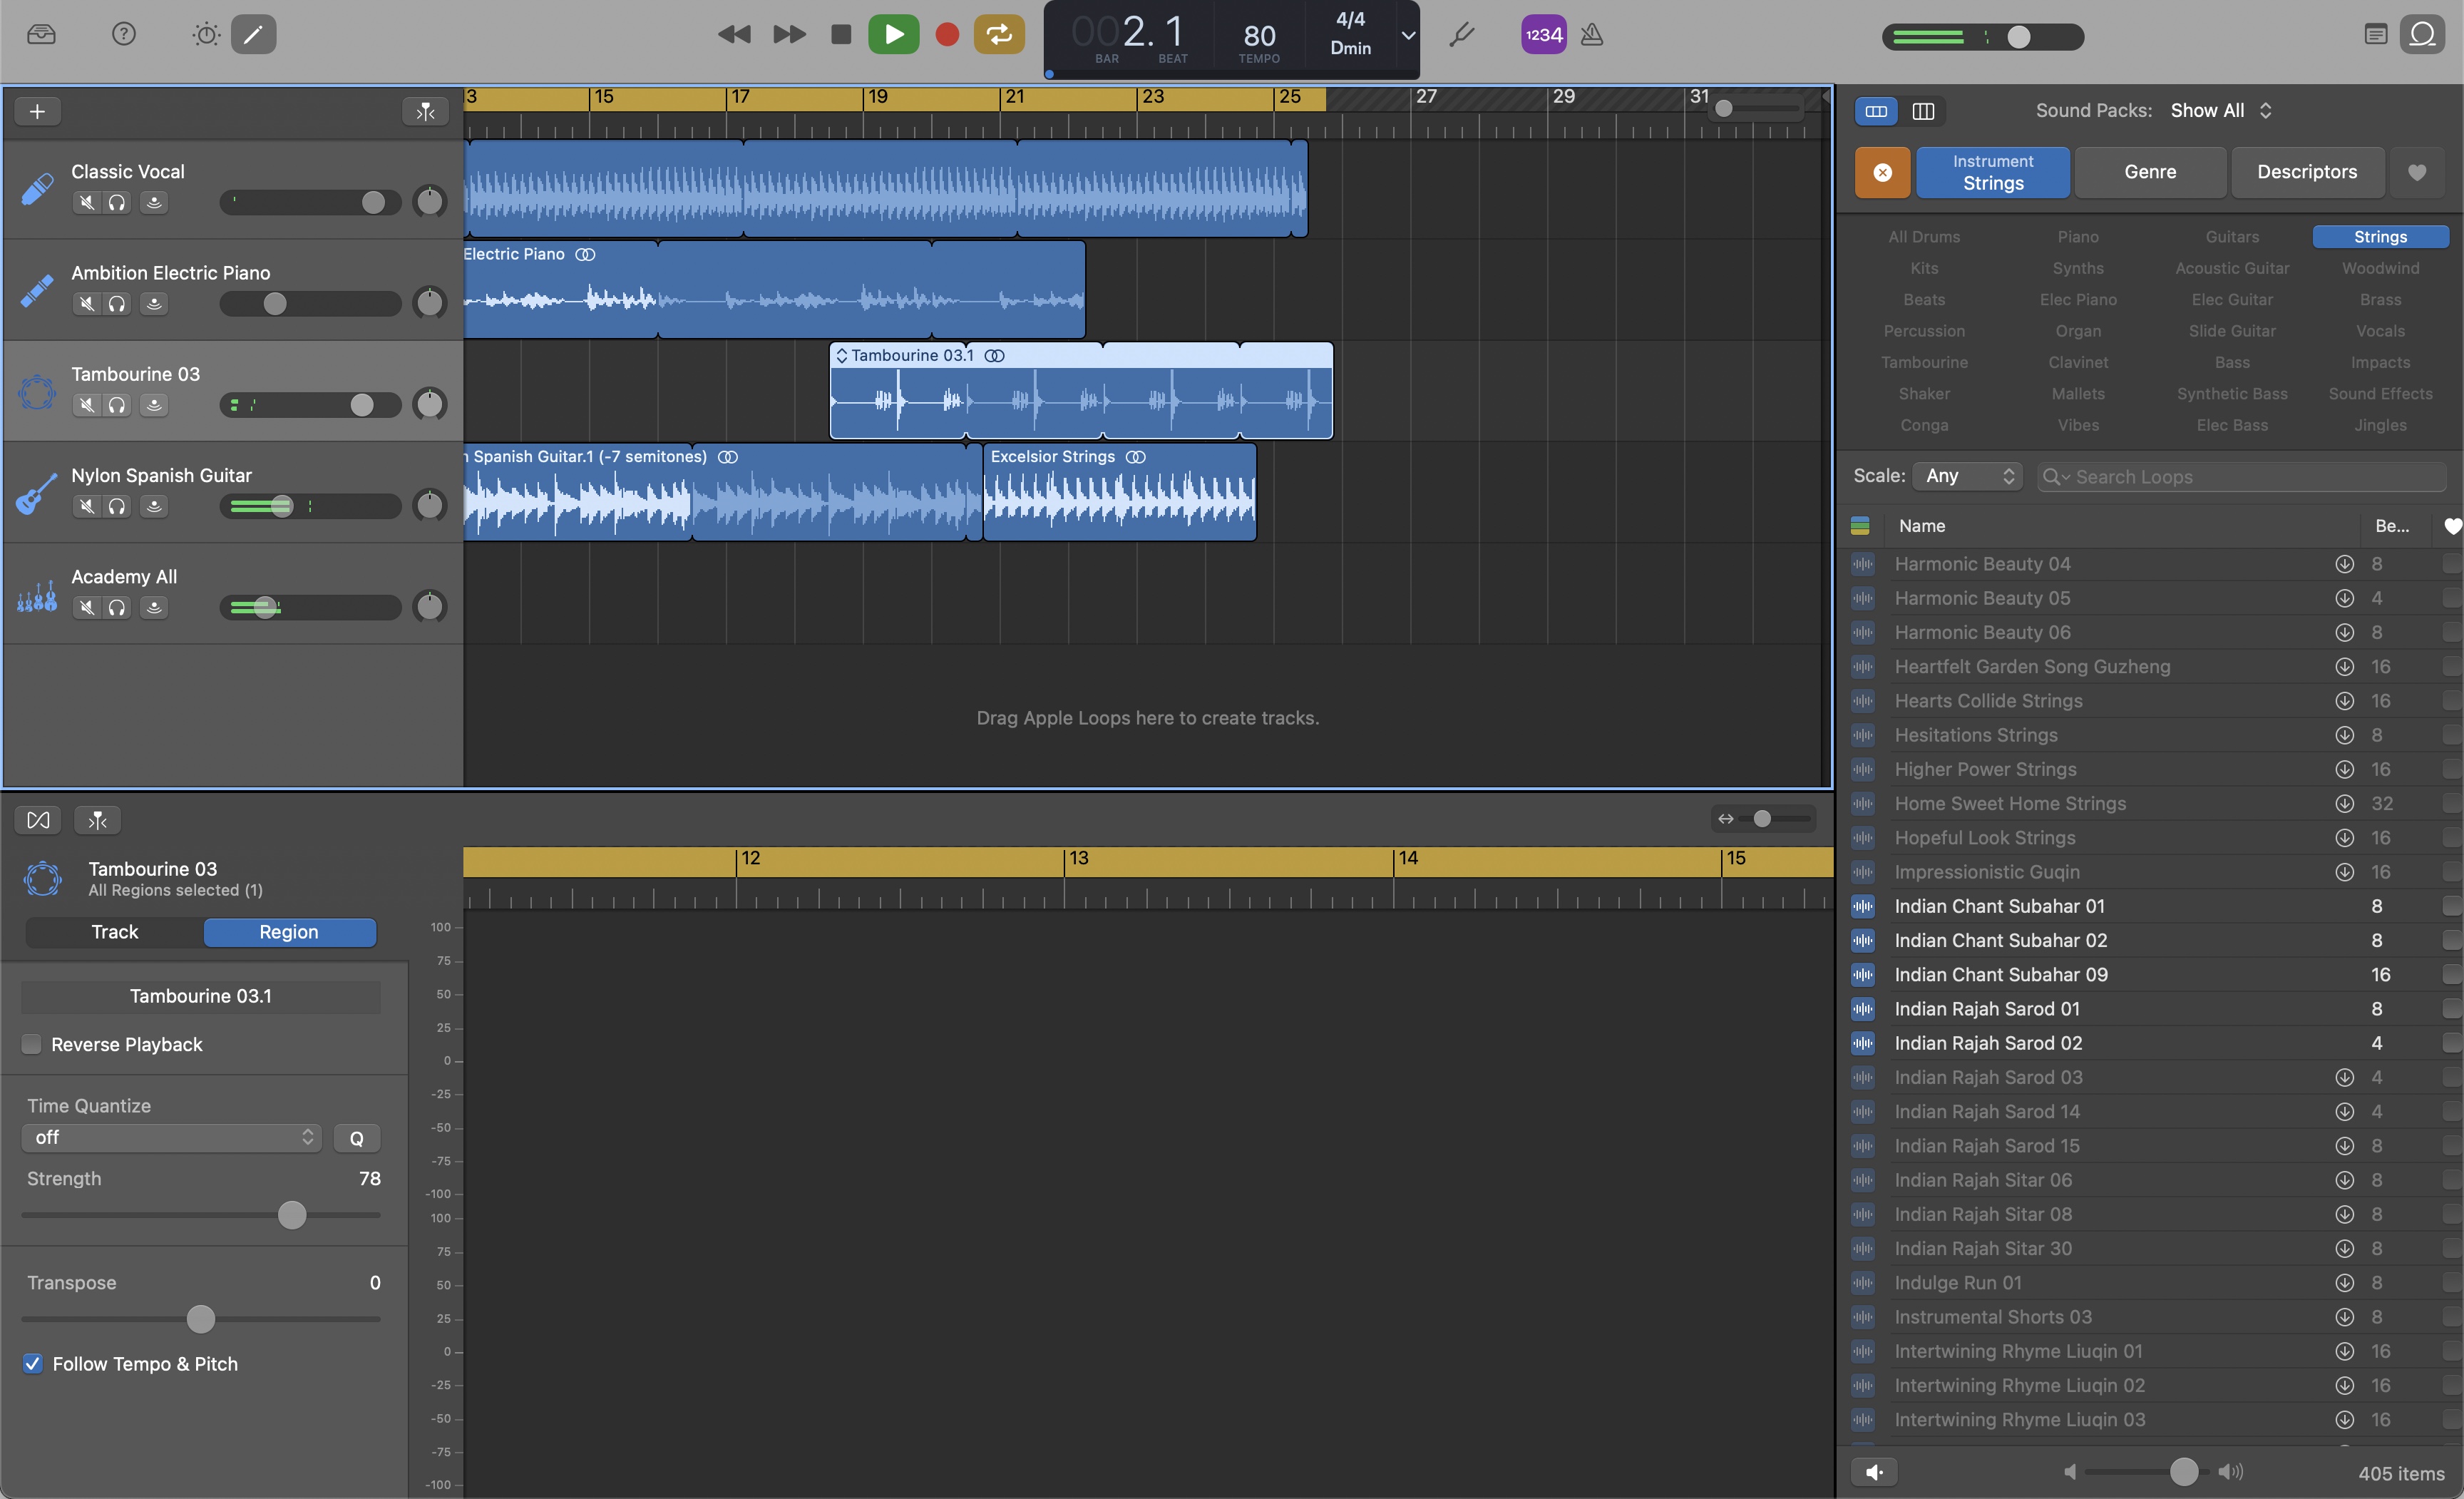 002. 1
BAR BEAT
80
TEMPO
4/4
Dmin
1234
3 15 17 19 21 23 25 27 29 31
Classic Vocal
Ambition Electric Piano
Tambourine 03
Nylon Spanish Guitar
Academy All
Electric Piano
Tambourine 03.1
Spanish Guitar.1 (-7 semitones)
Excelsior Strings
Drag Apple Loops here to create tracks.
Tambourine 03
All Regions selected (1)
Track Region
Tambourine 03.1
Reverse Playback
Time Quantize
off Q
Strength 78
Transpose 0
Follow Tempo & Pitch
12 13 14 15
100
75
50
25
0
-25
-50
-75
-100
100
75
50
25
0
-25
-50
-75
-100
Sound Packs: Show All
Instrument
Strings
Genre
Descriptors
All Drums Piano Guitars Strings
Kits Synths Acoustic Guitar Woodwind
Beats Elec Piano Elec Guitar Brass
Percussion Organ Slide Guitar Vocals
Tambourine Clavinet Bass Impacts
Shaker Mallets Synthetic Bass Sound Effects
Conga Vibes Elec Bass Jingles
Scale: Any Search Loops
Name Be...
Harmonic Beauty 04 8
Harmonic Beauty 05 4
Harmonic Beauty 06 8
Heartfelt Garden Song Guzheng 16
Hearts Collide Strings 16
Hesitations Strings 8
Higher Power Strings 16
Home Sweet Home Strings 32
Hopeful Look Strings 16
Impressionistic Guqin 16
Indian Chant Subahar 01 8
Indian Chant Subahar 02 8
Indian Chant Subahar 09 16
Indian Rajah Sarod 01 8
Indian Rajah Sarod 02 4
Indian Rajah Sarod 03 4
Indian Rajah Sarod 14 4
Indian Rajah Sarod 15 8
Indian Rajah Sitar 06 8
Indian Rajah Sitar 08 8
Indian Rajah Sitar 30 8
Indulge Run 01 8
Instrumental Shorts 03 8
Intertwining Rhyme Liuqin 01 16
Intertwining Rhyme Liuqin 02 16
Intertwining Rhyme Liuqin 03 16
405 items